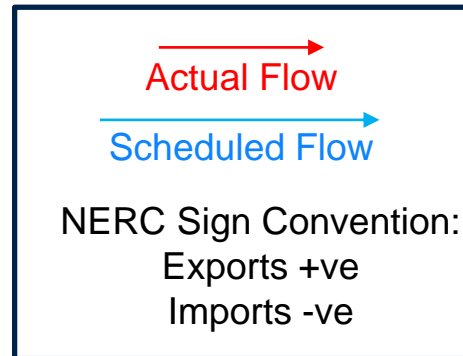 Actual Flow
Scheduled Flow
NERC Sign Convention:
Exports +ve
Imports -ve